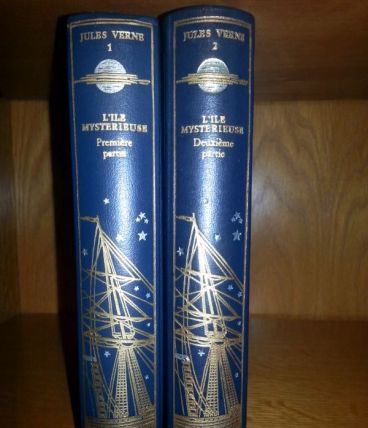 JULES VERNE
1
L'ILE
MYSTERIEUSE
Première
partie
JULES VERNE
2
L'ILE
MYSTERIEUSE
Deuxième
partie